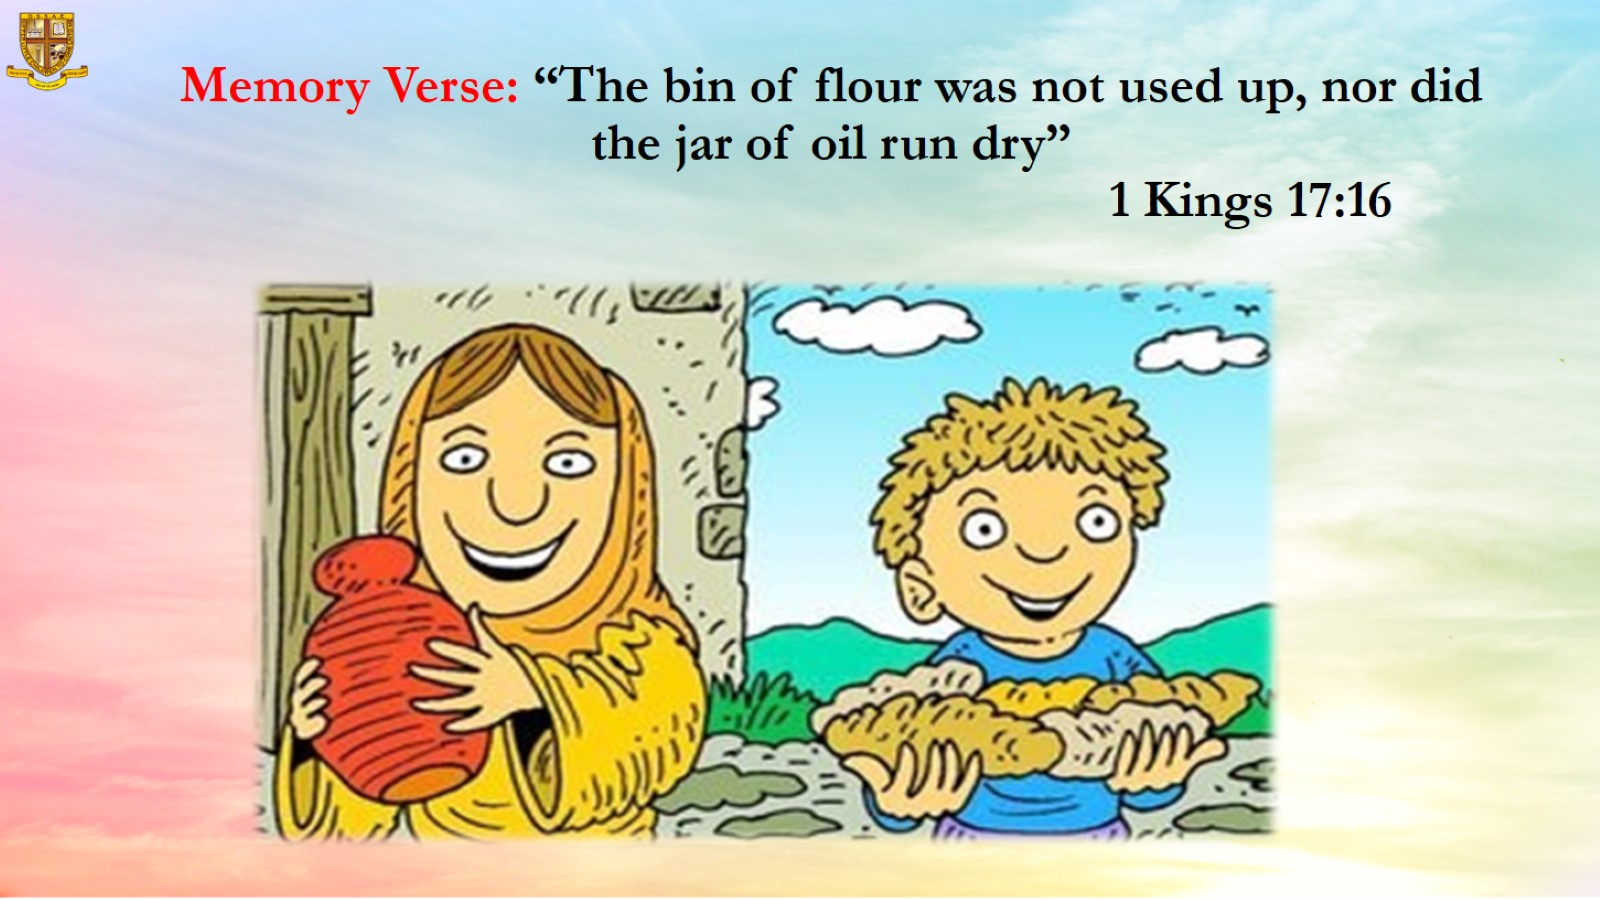 Memory Verse: “The bin of flour was not used up, nor did
the jar of oil run dry”
1 Kings 17:16